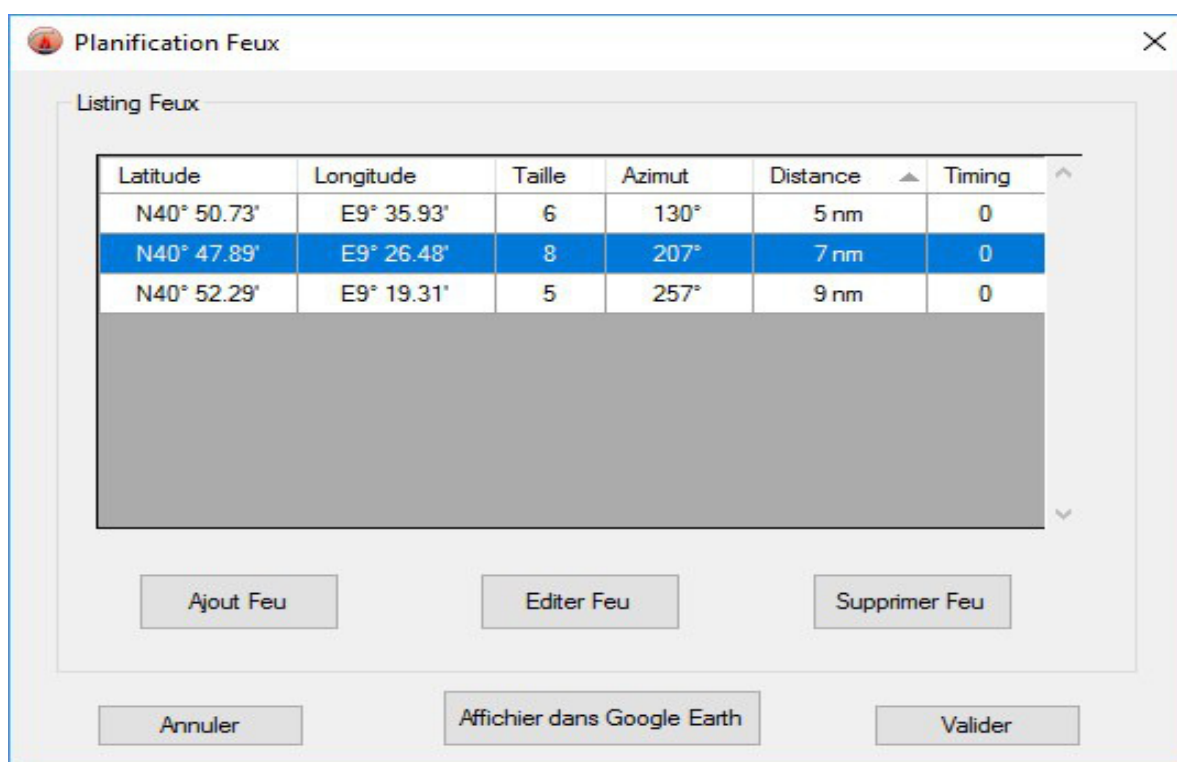 Planification Feux
Listing Feux
Latitude Longitude Taille Azimut Distance Timing
N40° 50.73' E9° 35.93' 6 130° 5 nm 0
N40° 47.89' E9° 26.48' 8 207° 7 nm 0
N40° 52.29' E9° 19.31' 5 257° 9 nm 0
Ajout Feu Editer Feu Supprimer Feu
Annuler Affichier dans Google Earth Valider